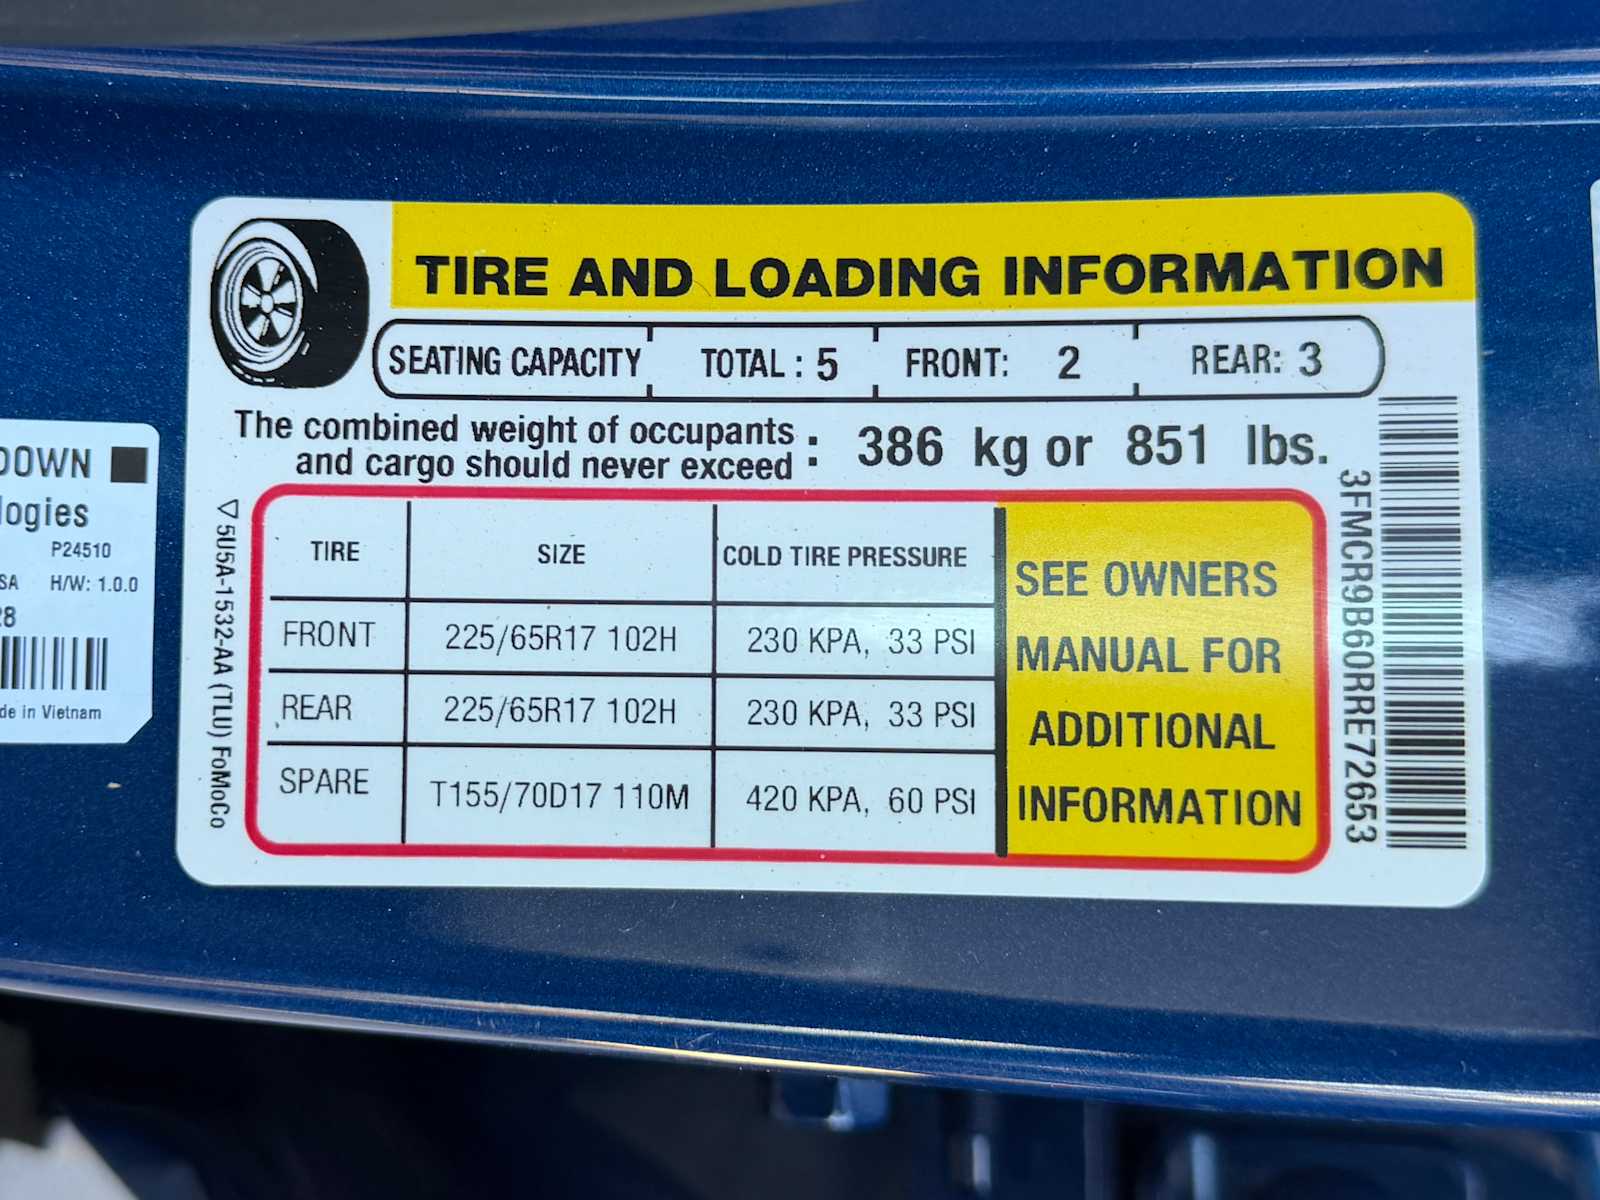 TIRE AND LOADING INFORMATION
SEATING CAPACITY TOTAL : 5 FRONT: 2 REAR: 3
The combined weight of occupants
and cargo should never exceed : 386 kg or 851 lbs.
TIRE SIZE COLD TIRE PRESSURE
FRONT 225/65R17 102H 230 KPA, 33 PSI
REAR 225/65R17 102H 230 KPA, 33 PSI
SPARE T155/70D17 110M 420 KPA, 60 PSI
SEE OWNERS
MANUAL FOR
ADDITIONAL
INFORMATION
3FMCR9B60RRE72653
5U5A-1532-AA (TLU) FoMoCo
DOWN
logies
P24510
SA H/W: 1.0.0
28
de in Vietnam